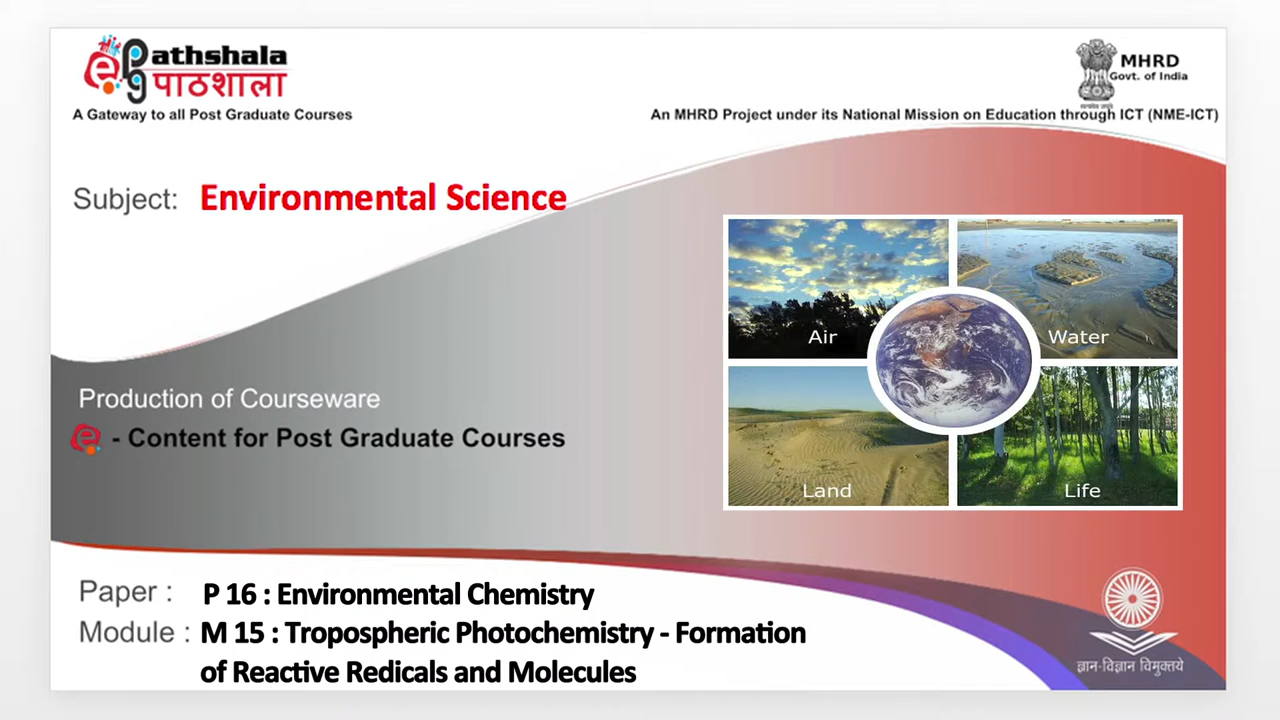 e pg Pathshala
पाठशाला
A Gateway to all Post Graduate Courses
MHRD
Govt. of India
An MHRD Project under its National Mission on Education through ICT (NME-ICT)
Subject: Environmental Science
Air
Water
Land
Life
Production of Courseware
e - Content for Post Graduate Courses
Paper : P 16 : Environmental Chemistry
Module : M 15 : Tropospheric Photochemistry - Formation
of Reactive Redicals and Molecules
ज्ञान-विज्ञान विमुक्तये